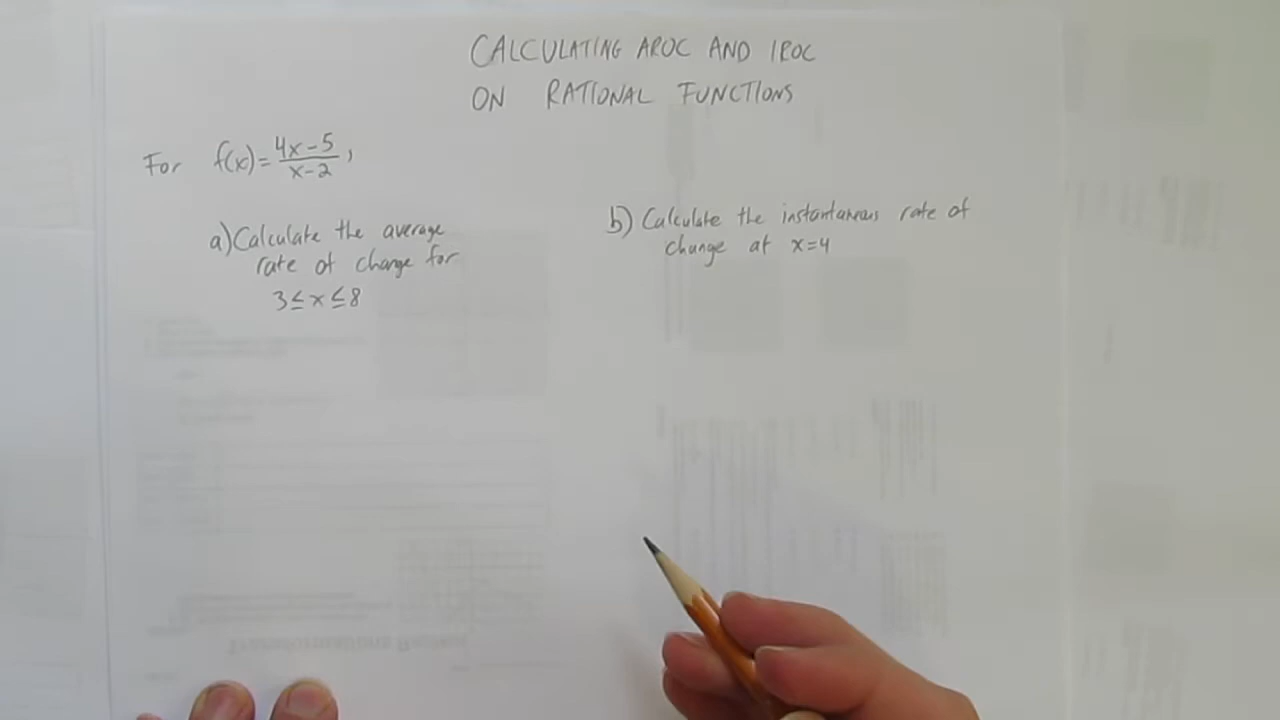 CALCULATING AROC AND IROC
ON RATIONAL FUNCTIONS
For f(x)=\frac{4x-5}{x-2},
a) Calculate the average
rate of change for
3≤x≤8
b) Calculate the instantaneous rate of
change at x=4